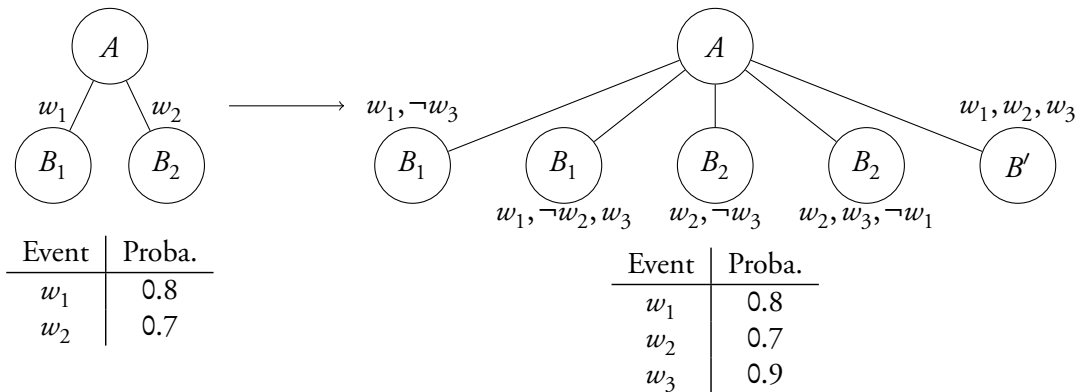 A
A
w₁ w₂
w₁, ¬w₃
w₁, w₂, w₃
B₁ B₂
B₁ B₁ B₂ B₂ B′
w₁, ¬w₂, w₃ w₂, ¬w₃ w₂, w₃, ¬w₁
Event Proba.
w₁ 0.8
w₂ 0.7
Event Proba.
w₁ 0.8
w₂ 0.7
w₃ 0.9